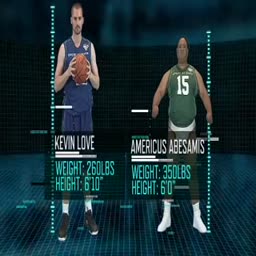 15
KEVIN LOVE
AMERICUS ABESAMIS
WEIGHT: 260LBS
HEIGHT: 6'10"
WEIGHT: 350LBS
HEIGHT: 6'0"